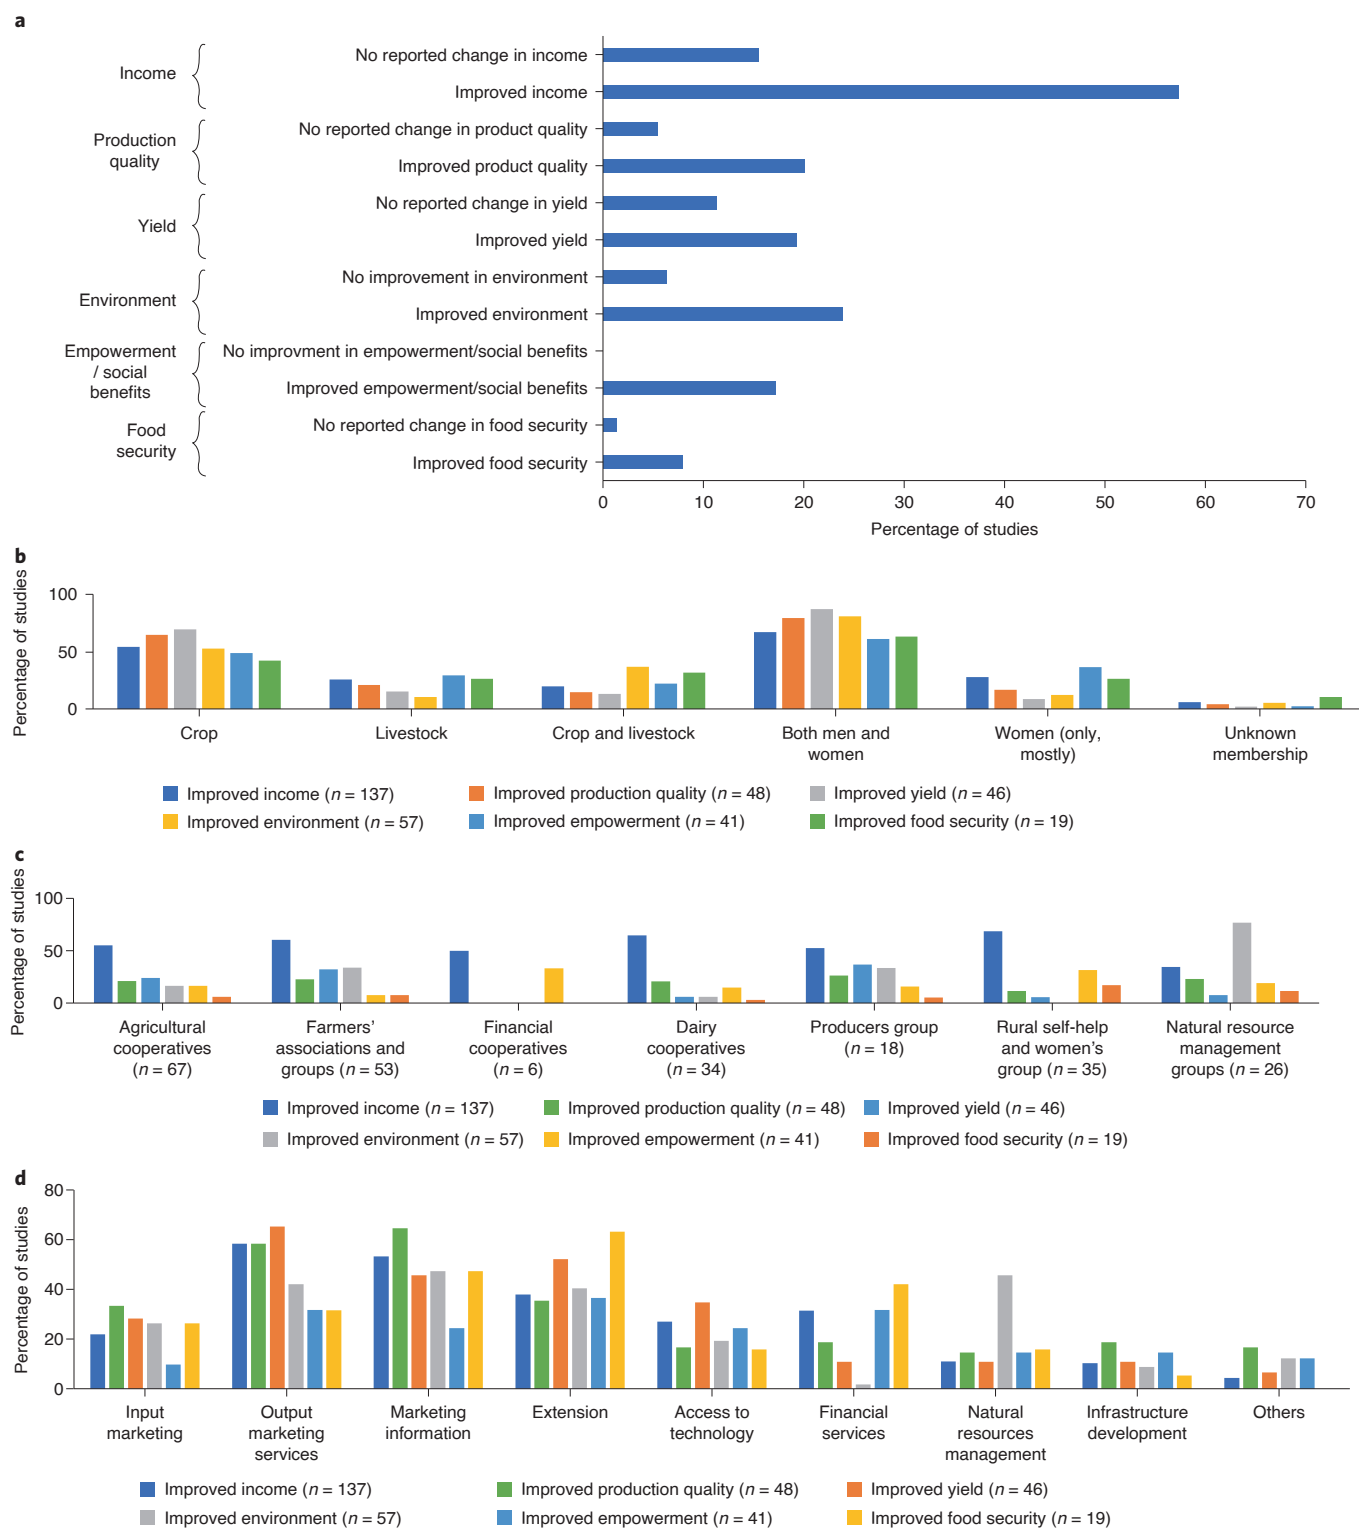 a
Income
No reported change in income
Improved income
Production
quality
No reported change in product quality
Improved product quality
Yield
No reported change in yield
Improved yield
Environment
No improvement in environment
Improved environment
Empowerment
/ social
benefits
No improvment in empowerment/social benefits
Improved empowerment/social benefits
Food
security
No reported change in food security
Improved food security
0 10 20 30 40 50 60 70
Percentage of studies
b
Percentage of studies
100
50
0
Crop
Livestock
Crop and livestock
Both men and
women
Women (only,
mostly)
Unknown
membership
Improved income (n = 137)
Improved production quality (n = 48)
Improved yield (n = 46)
Improved environment (n = 57)
Improved empowerment (n = 41)
Improved food security (n = 19)
c
Percentage of studies
100
50
0
Agricultural
cooperatives
(n = 67)
Farmers'
associations and
groups (n = 53)
Financial
cooperatives
(n = 6)
Dairy
cooperatives
(n = 34)
Producers group
(n = 18)
Rural self-help
and women's
group (n = 35)
Natural resource
management
groups (n = 26)
Improved income (n = 137)
Improved production quality (n = 48)
Improved yield (n = 46)
Improved environment (n = 57)
Improved empowerment (n = 41)
Improved food security (n = 19)
d
Percentage of studies
80
60
40
20
0
Input
marketing
Output
marketing
services
Marketing
information
Extension
Access to
technology
Financial
services
Natural
resources
management
Infrastructure
development
Others
Improved income (n = 137)
Improved production quality (n = 48)
Improved yield (n = 46)
Improved environment (n = 57)
Improved empowerment (n = 41)
Improved food security (n = 19)